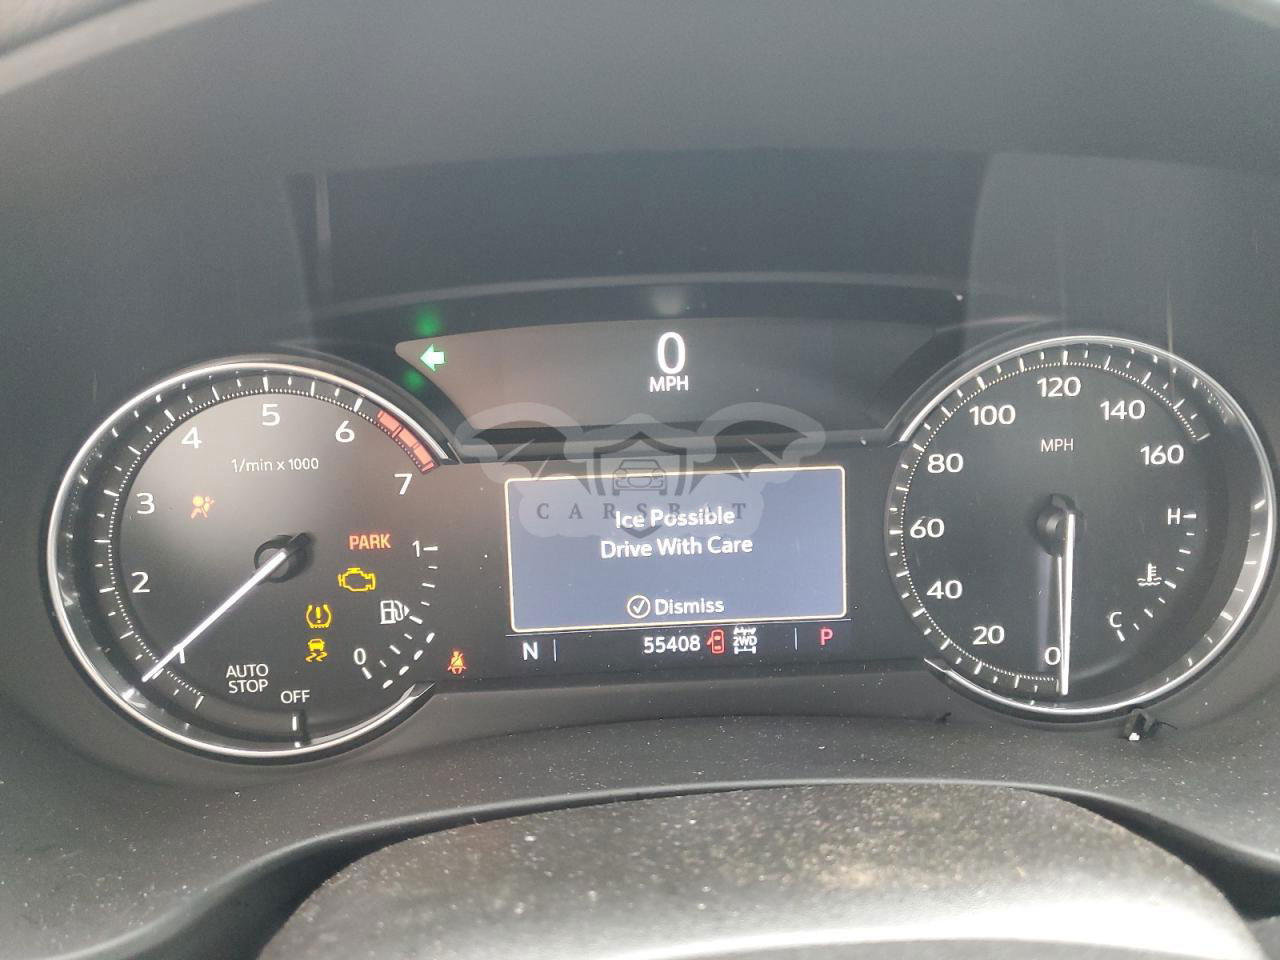 0
MPH
1
2
3
4
5
6
7
1/min x 1000
PARK
1
0
AUTO
STOP
OFF
CARSBAT
Ice Possible
Drive With Care
Dismiss
N
55408
2WD
P
0
20
40
60
80
100
120
140
160
MPH
H
C